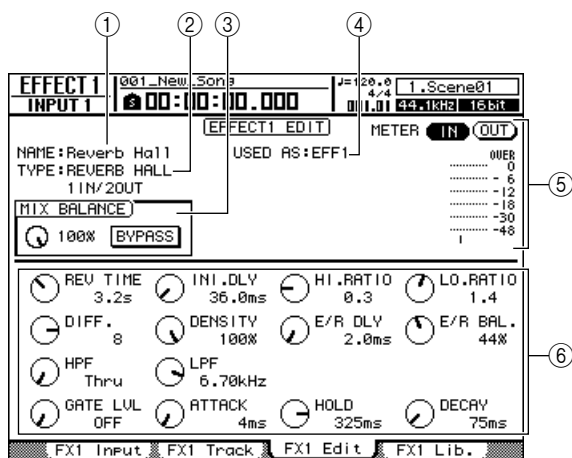 ① ② ③ ④
EFFECT1 001_New_Song J=120.0 4/4 1.Scene01
INPUT 1 S 00:00:00.000 001.01 44.1kHz 16bit
EFFECT1 EDIT METER IN OUT
NAME:Reverb Hall USED AS:EFF1
TYPE:REVERB HALL
1IN/2OUT
OVER
0
- 6
-12
-18
-30
-48
⑤
MIX BALANCE
100% BYPASS
REV TIME INI.DLY HI.RATIO LO.RATIO
3.2s 36.0ms 0.3 1.4
DIFF. DENSITY E/R DLY E/R BAL.
8 100% 2.0ms 44%
⑥
HPF LPF
Thru 6.70kHz
GATE LVL ATTACK HOLD DECAY
OFF 4ms 325ms 75ms
FX1 Input FX1 Track FX1 Edit FX1 Lib.